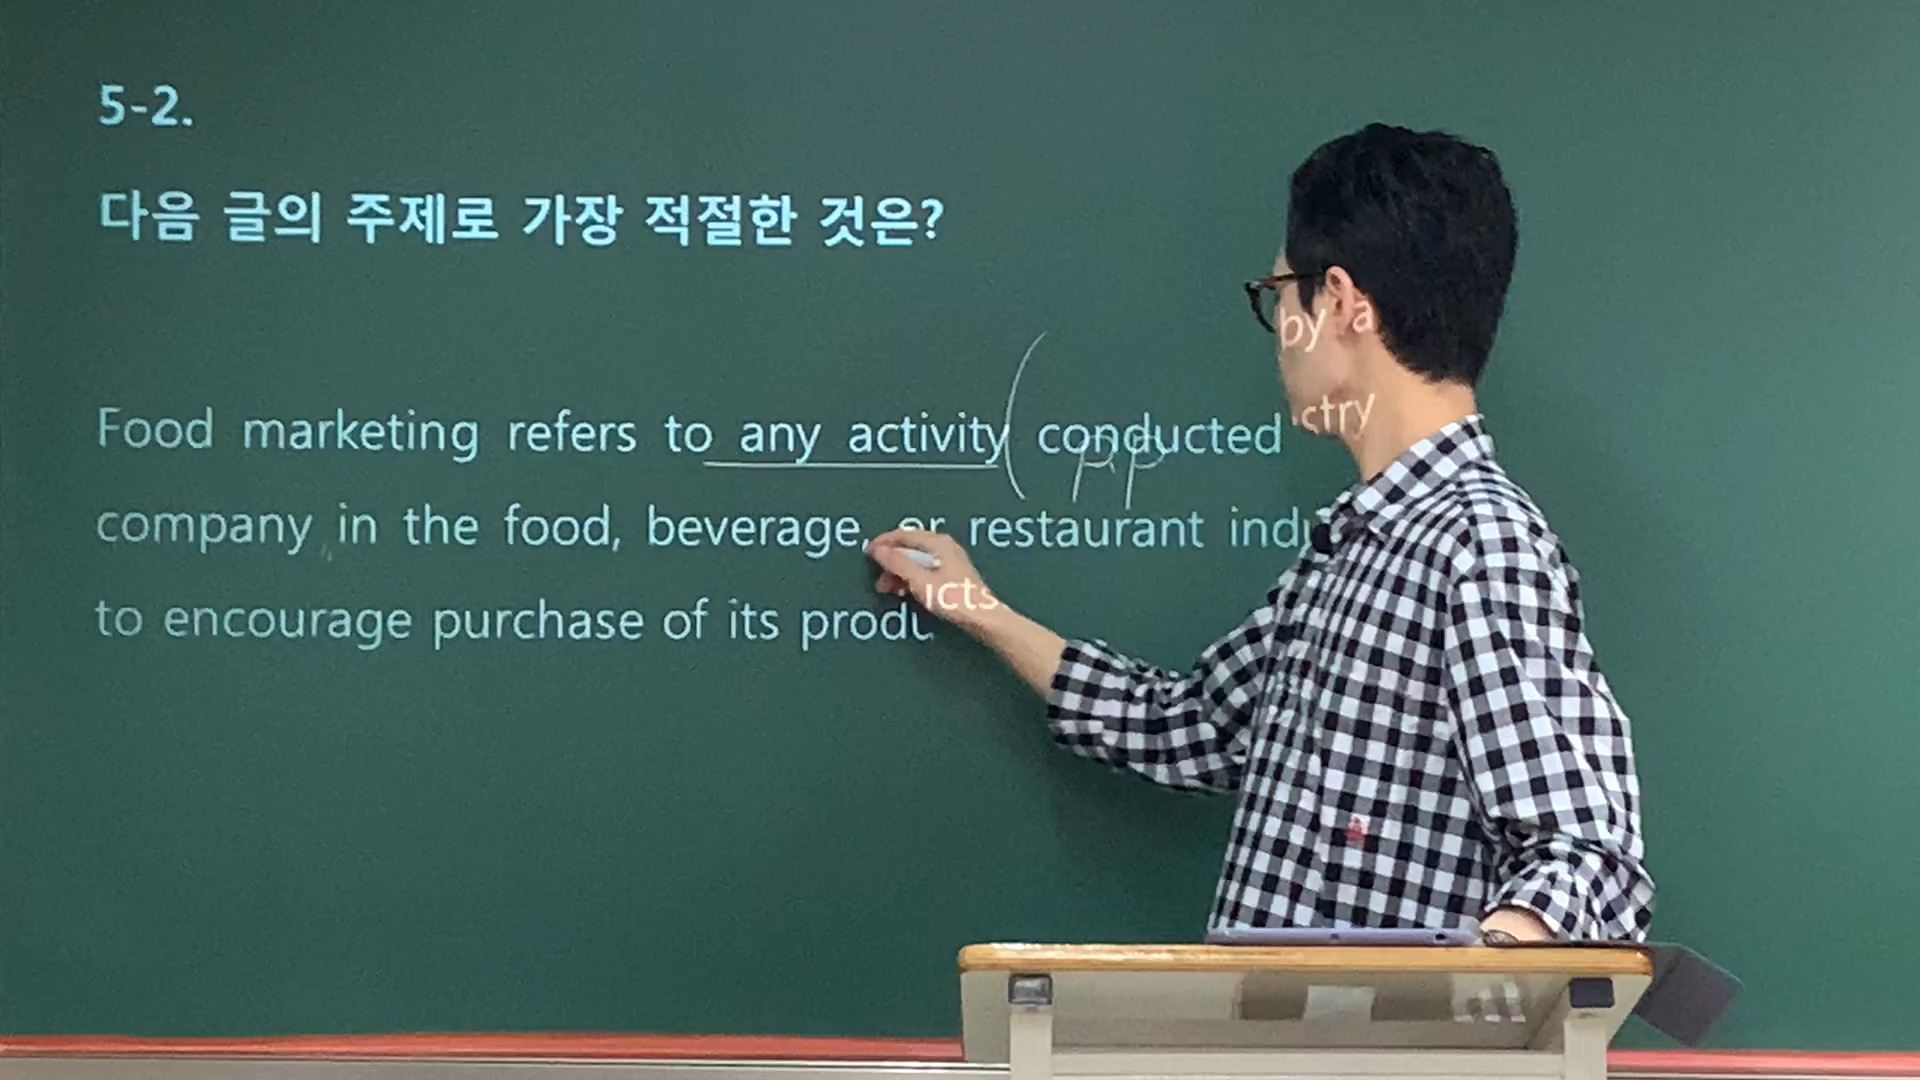 5-2.
다음 글의 주제로 가장 적절한 것은?
Food marketing refers to any activity ( conducted by a
p.p
company in the food, beverage, or restaurant industry
to encourage purchase of its products